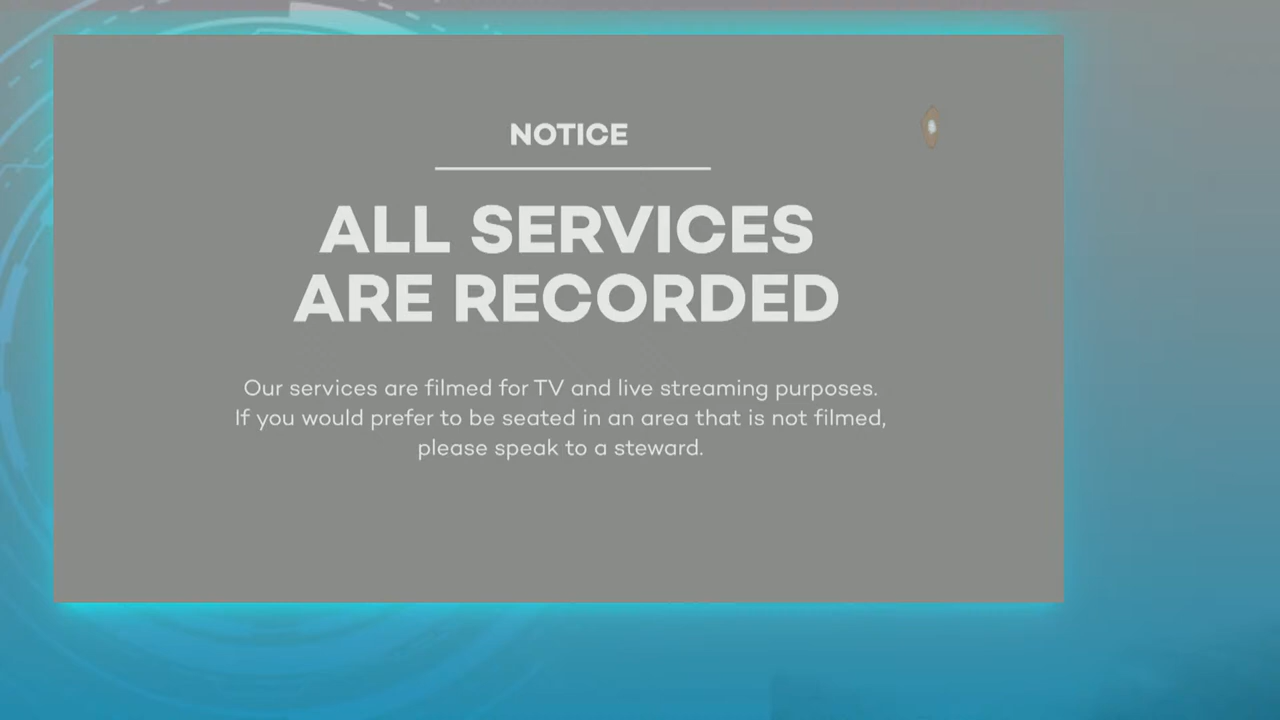 NOTICE
ALL SERVICES
ARE RECORDED
Our services are filmed for TV and live streaming purposes.
If you would prefer to be seated in an area that is not filmed,
please speak to a steward.